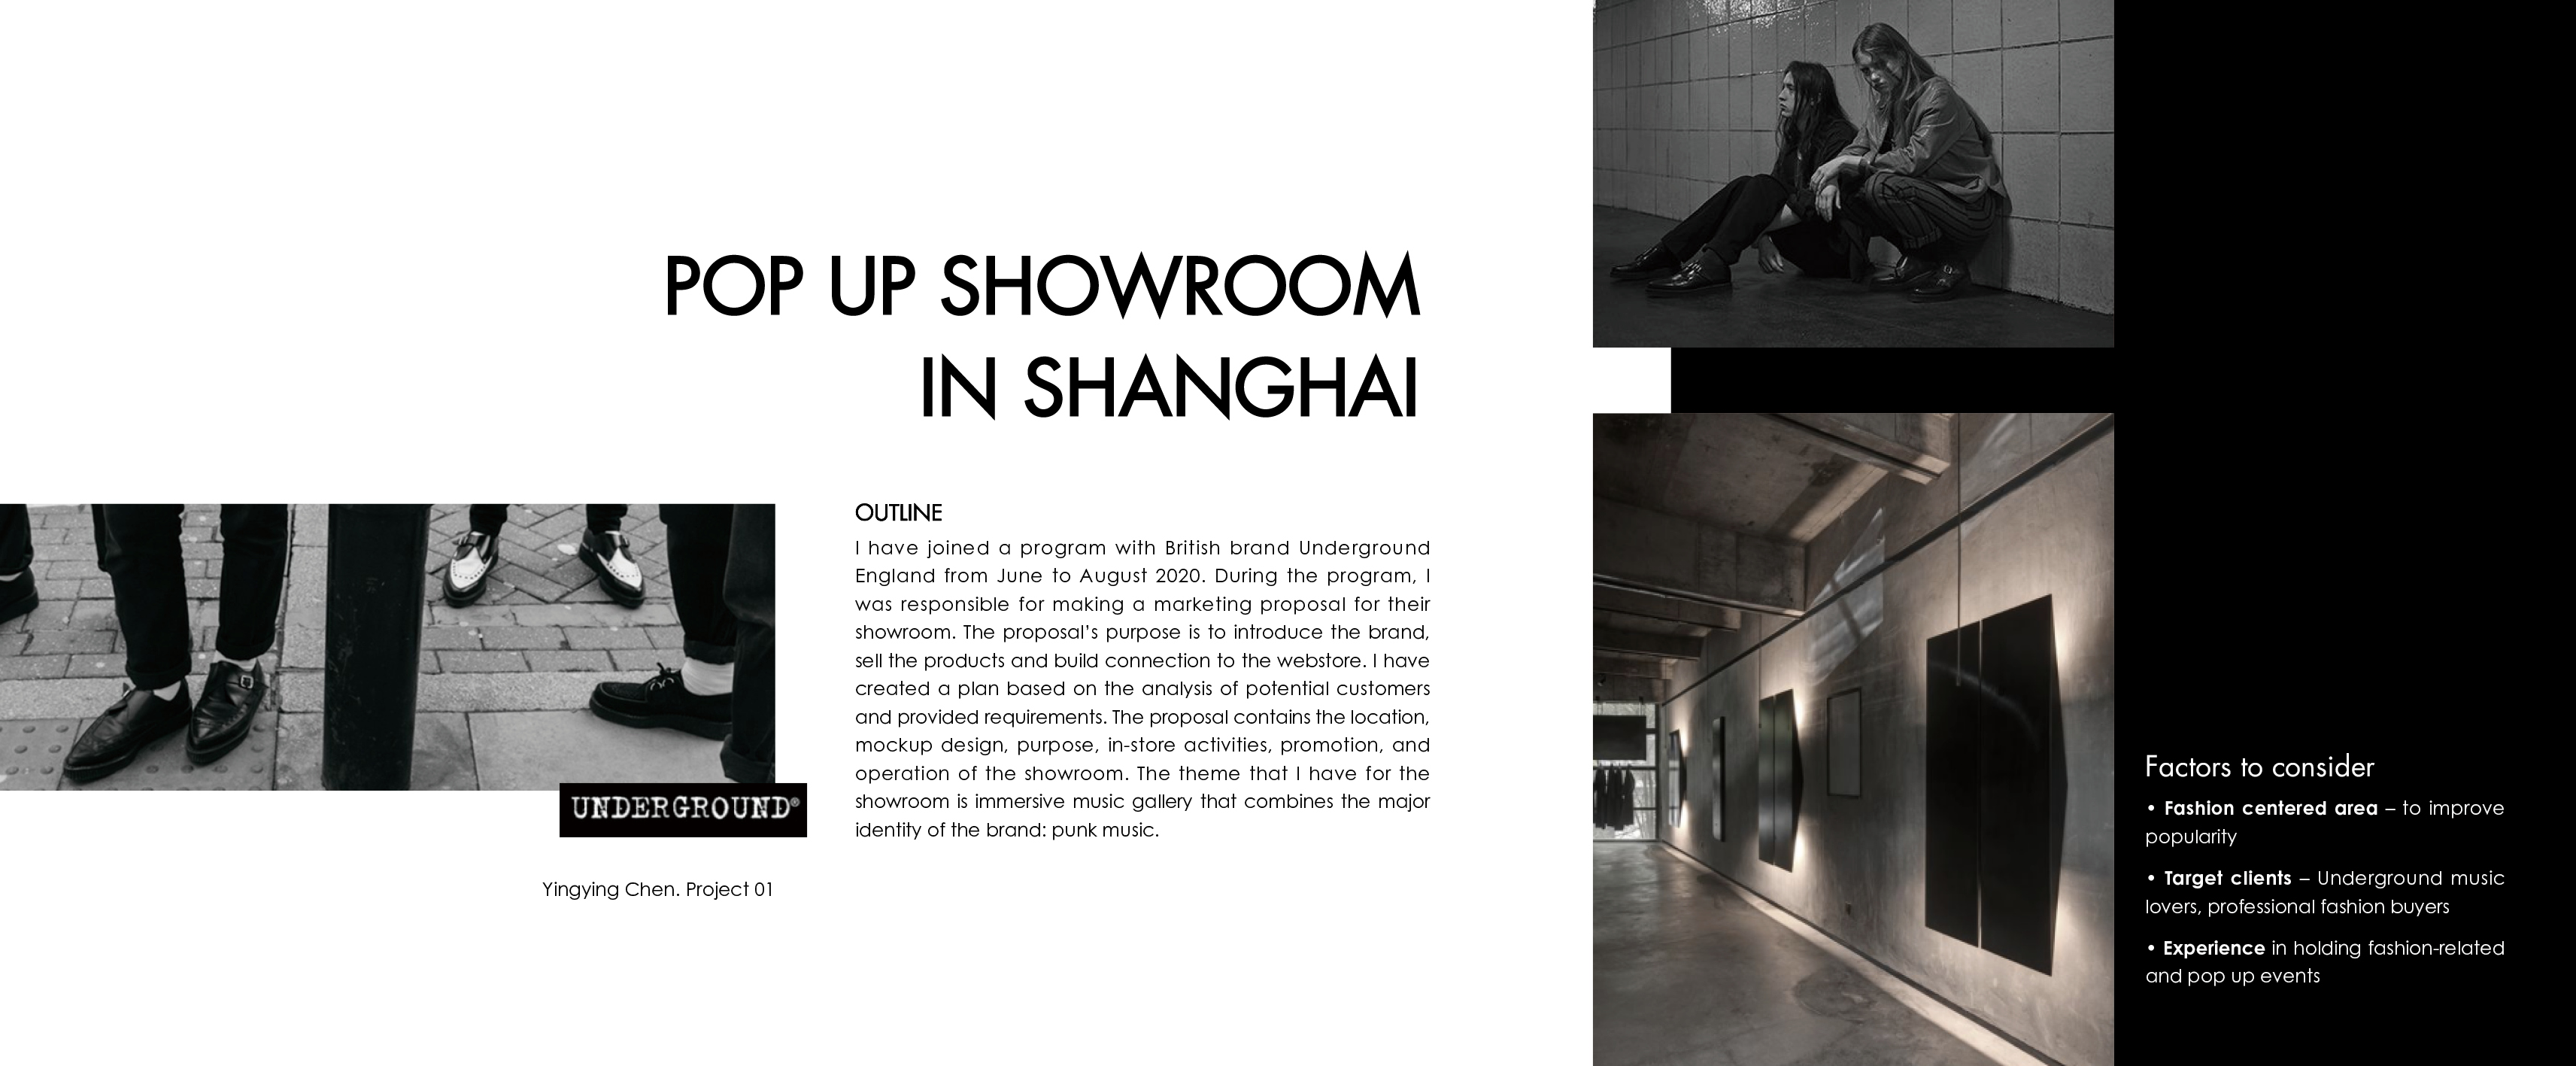 POP UP SHOWROOM
IN SHANGHAI
OUTLINE
I have joined a program with British brand Underground
England from June to August 2020. During the program, I
was responsible for making a marketing proposal for their
showroom. The proposal’s purpose is to introduce the brand,
sell the products and build connection to the webstore. I have
created a plan based on the analysis of potential customers
and provided requirements. The proposal contains the location,
mockup design, purpose, in-store activities, promotion, and
operation of the showroom. The theme that I have for the
showroom is immersive music gallery that combines the major
identity of the brand: punk music.
UNDERGROUND®
Yingying Chen. Project 01
Factors to consider
• Fashion centered area – to improve
popularity
• Target clients – Underground music
lovers, professional fashion buyers
• Experience in holding fashion-related
and pop up events